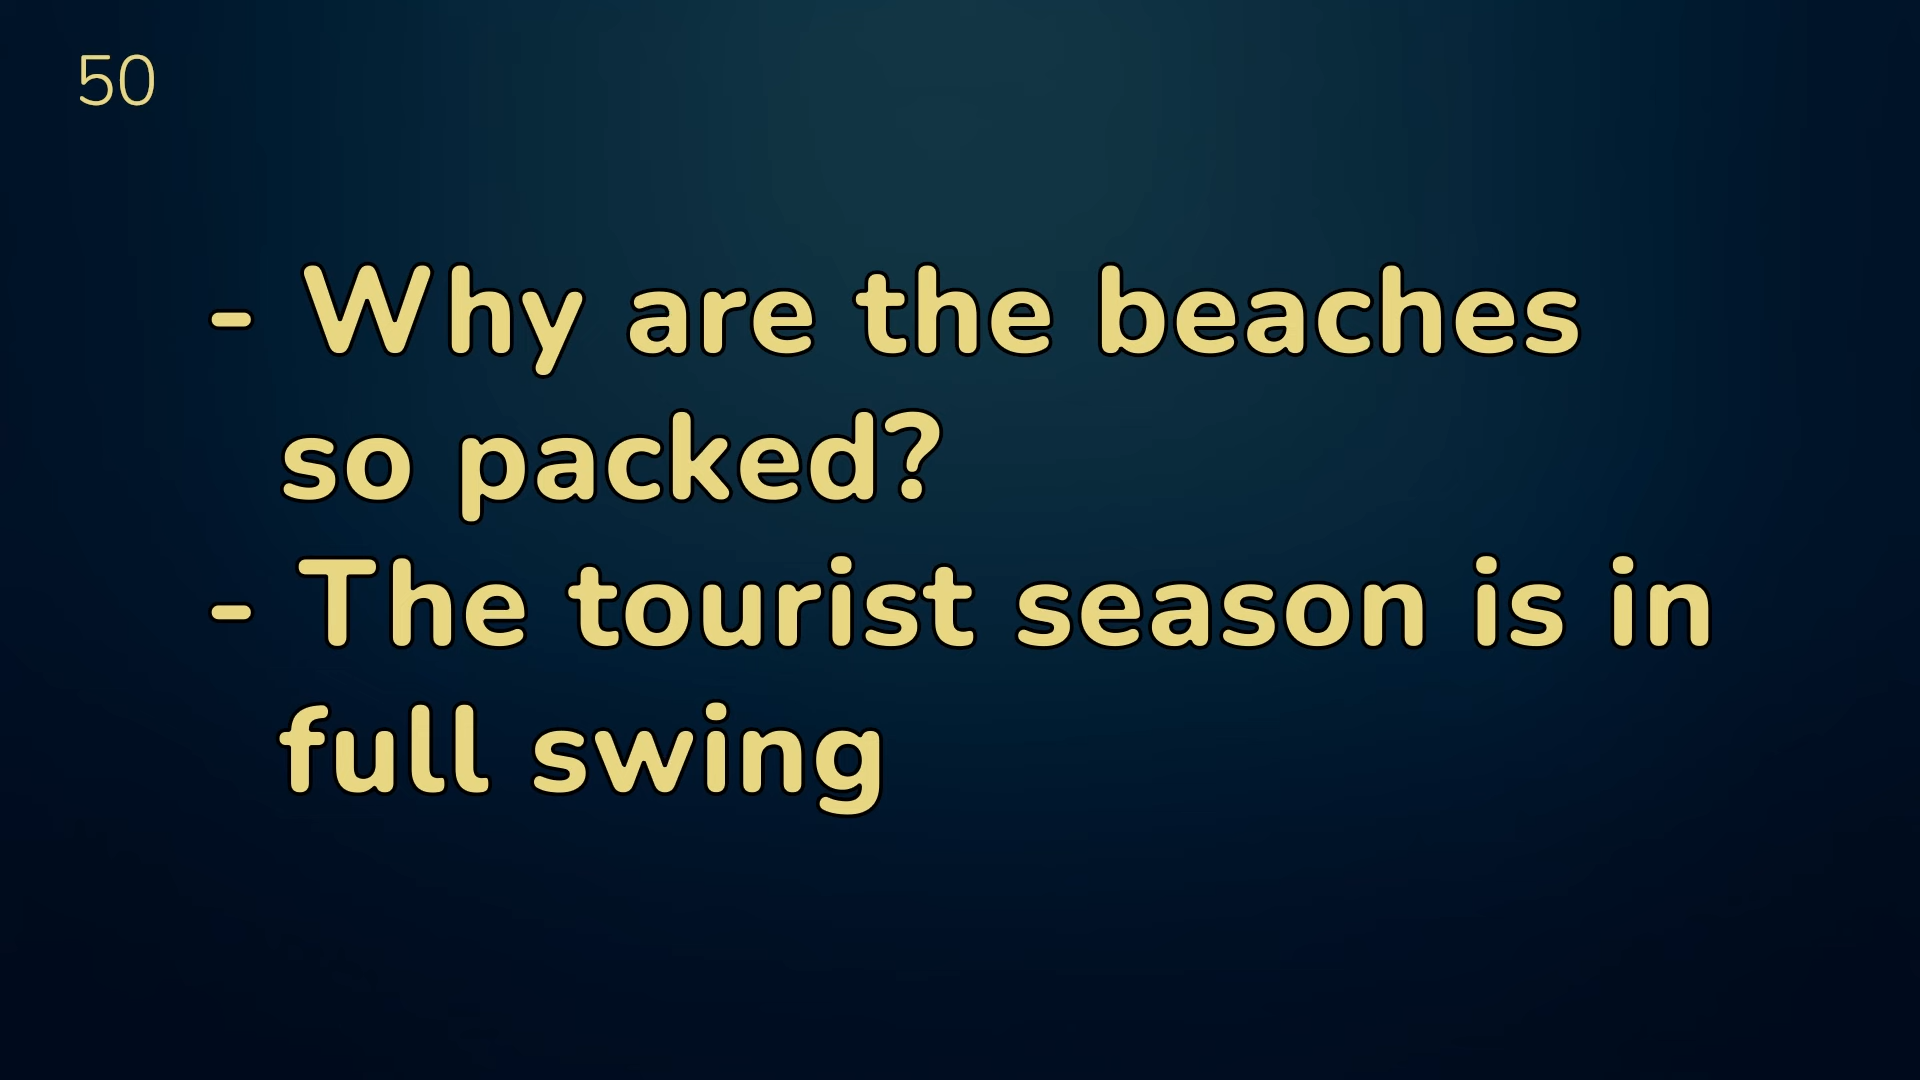 50
- Why are the beaches
so packed?
- The tourist season is in
full swing